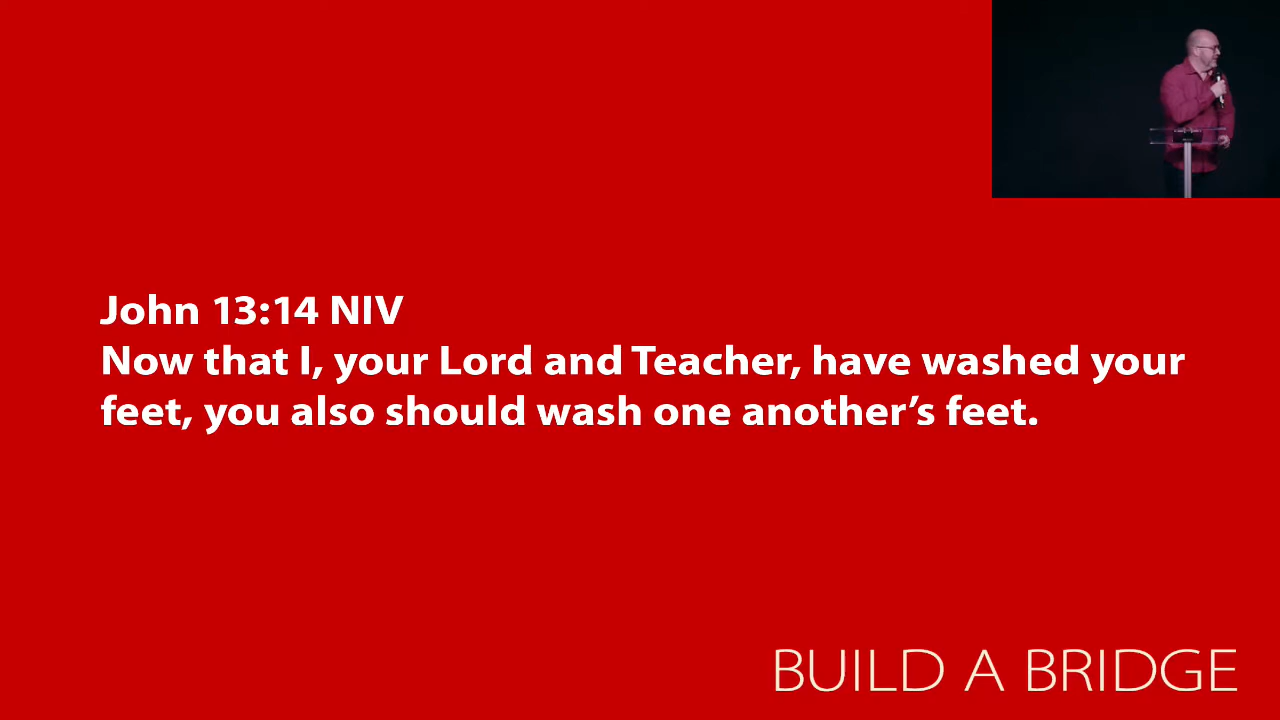 John 13:14 NIV
Now that I, your Lord and Teacher, have washed your
feet, you also should wash one another’s feet.
BUILD A BRIDGE